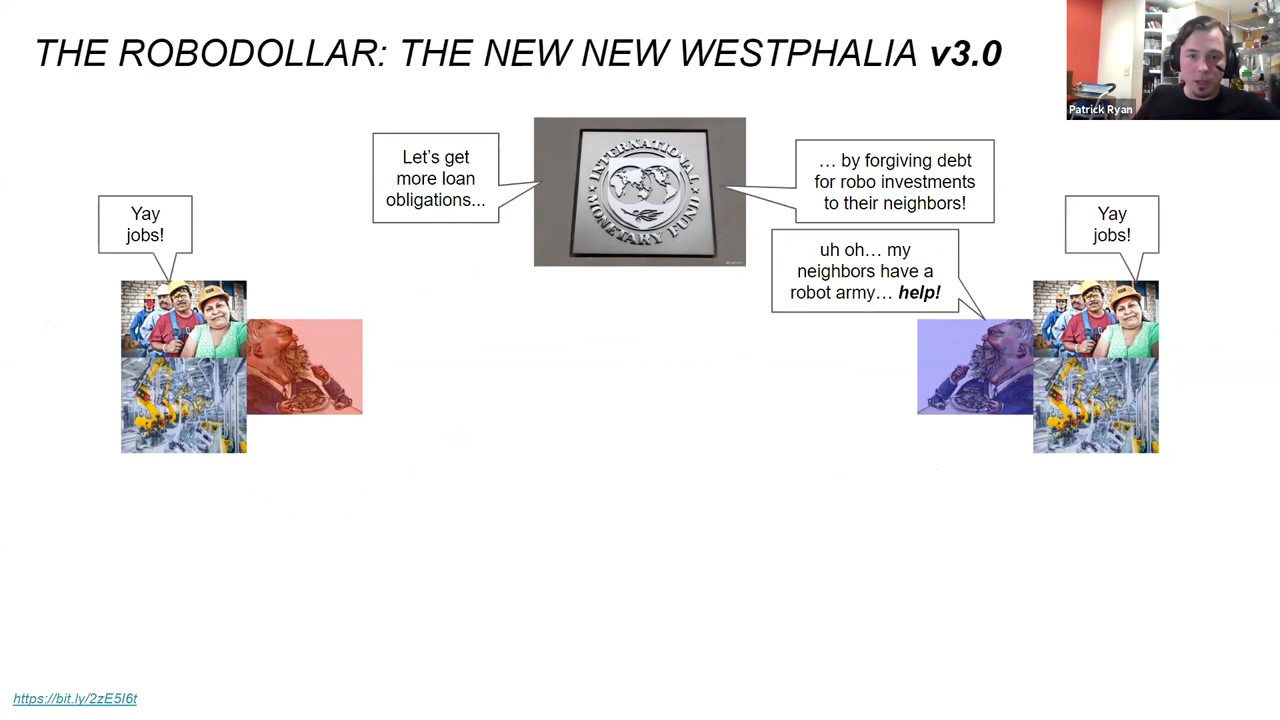 THE ROBODOLLAR: THE NEW NEW WESTPHALIA v3.0
Patrick Ryan
Let's get
more loan
obligations...
INTERNATIONAL
MONETARY FUND
… by forgiving debt
for robo investments
to their neighbors!
Yay
jobs!
Yay
jobs!
uh oh… my
neighbors have a
robot army… help!
https://bit.ly/2zE5I6t